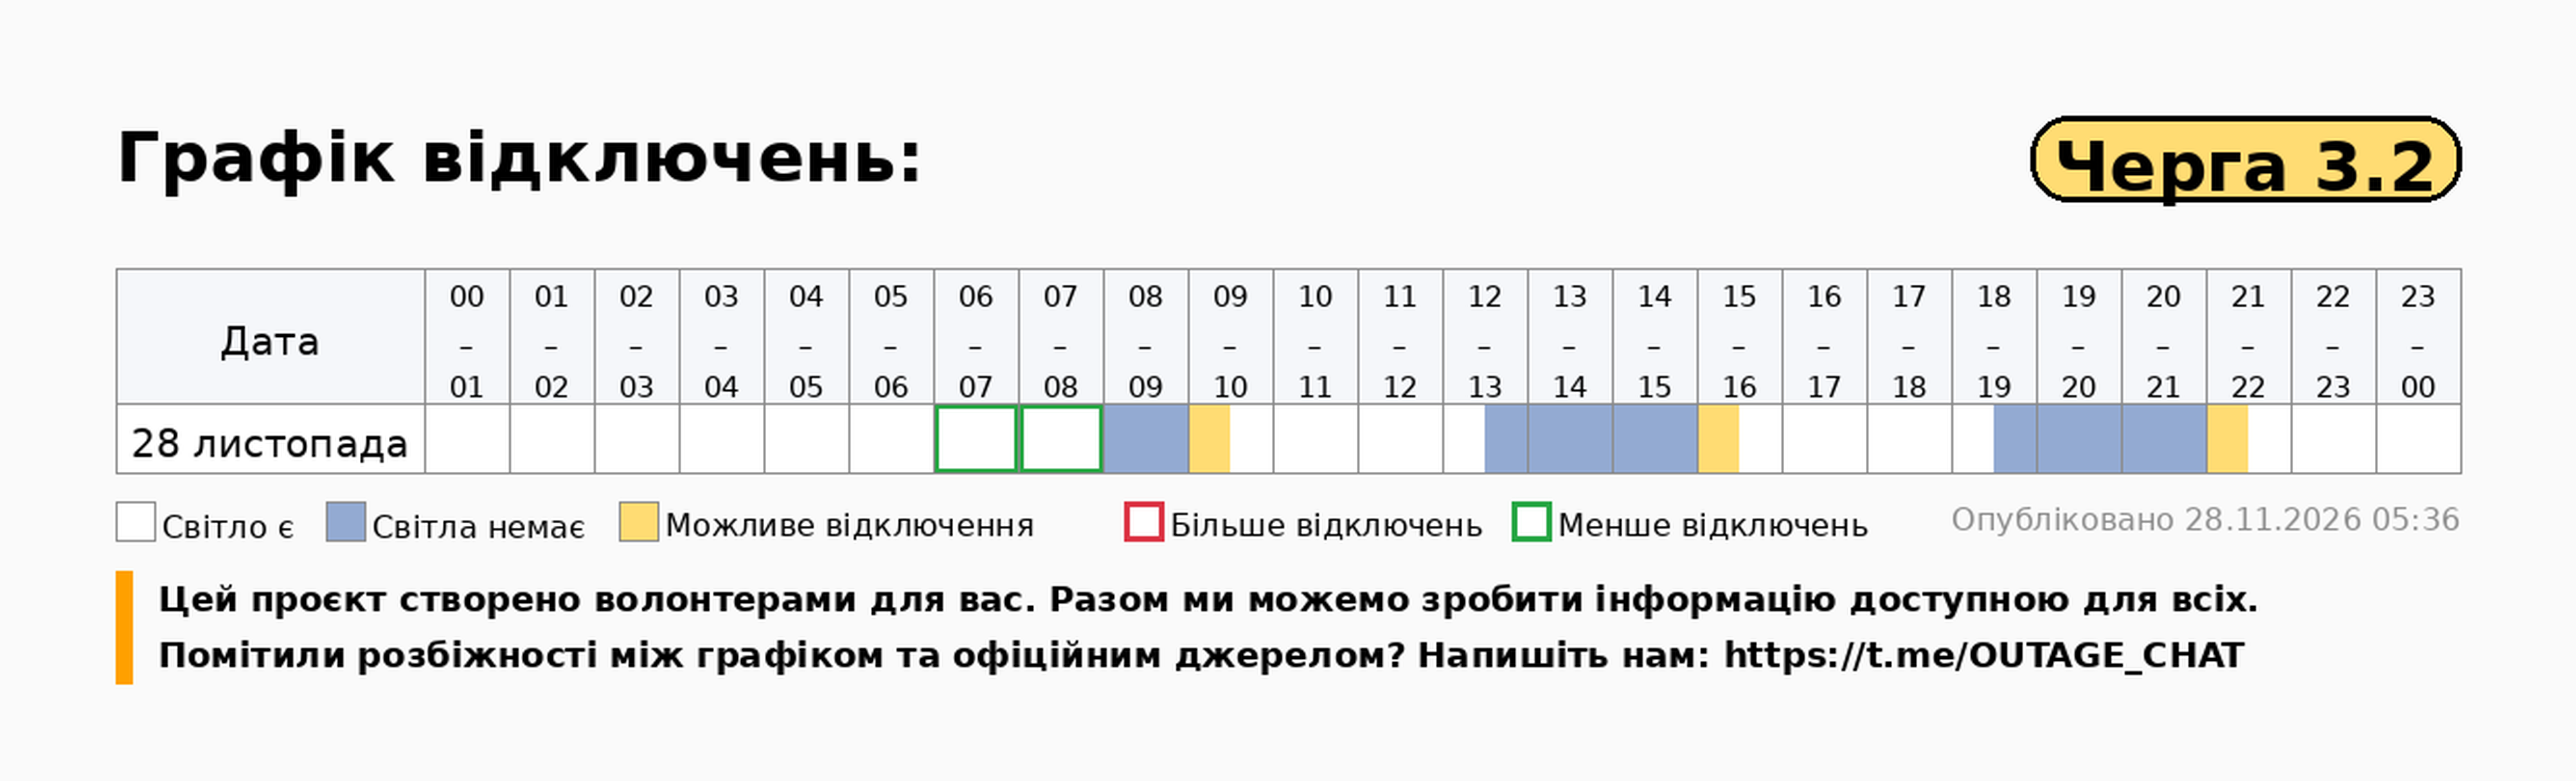 Графік відключень:
Черга 3.2
Дата
00 – 01
01 – 02
02 – 03
03 – 04
04 – 05
05 – 06
06 – 07
07 – 08
08 – 09
09 – 10
10 – 11
11 – 12
12 – 13
13 – 14
14 – 15
15 – 16
16 – 17
17 – 18
18 – 19
19 – 20
20 – 21
21 – 22
22 – 23
23 – 00
28 листопада
Світло є
Світла немає
Можливе відключення
Більше відключень
Менше відключень
Опубліковано 28.11.2026 05:36
Цей проєкт створено волонтерами для вас. Разом ми можемо зробити інформацію доступною для всіх.
Помітили розбіжності між графіком та офіційним джерелом? Напишіть нам: https://t.me/OUTAGE_CHAT